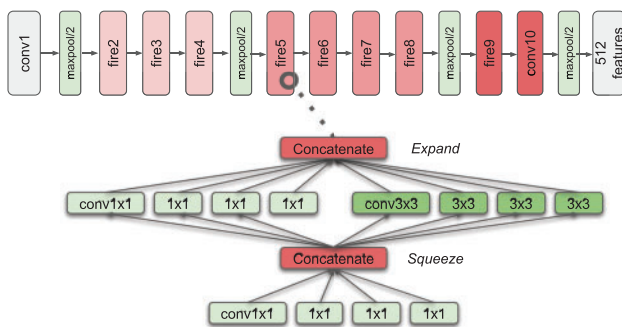 conv1
maxpool/2
fire2
fire3
fire4
maxpool/2
fire5
fire6
fire7
fire8
maxpool/2
fire9
conv10
maxpool/2
512
features
Concatenate
Expand
conv1x1
1x1
1x1
1x1
conv3x3
3x3
3x3
3x3
Concatenate
Squeeze
conv1x1
1x1
1x1
1x1